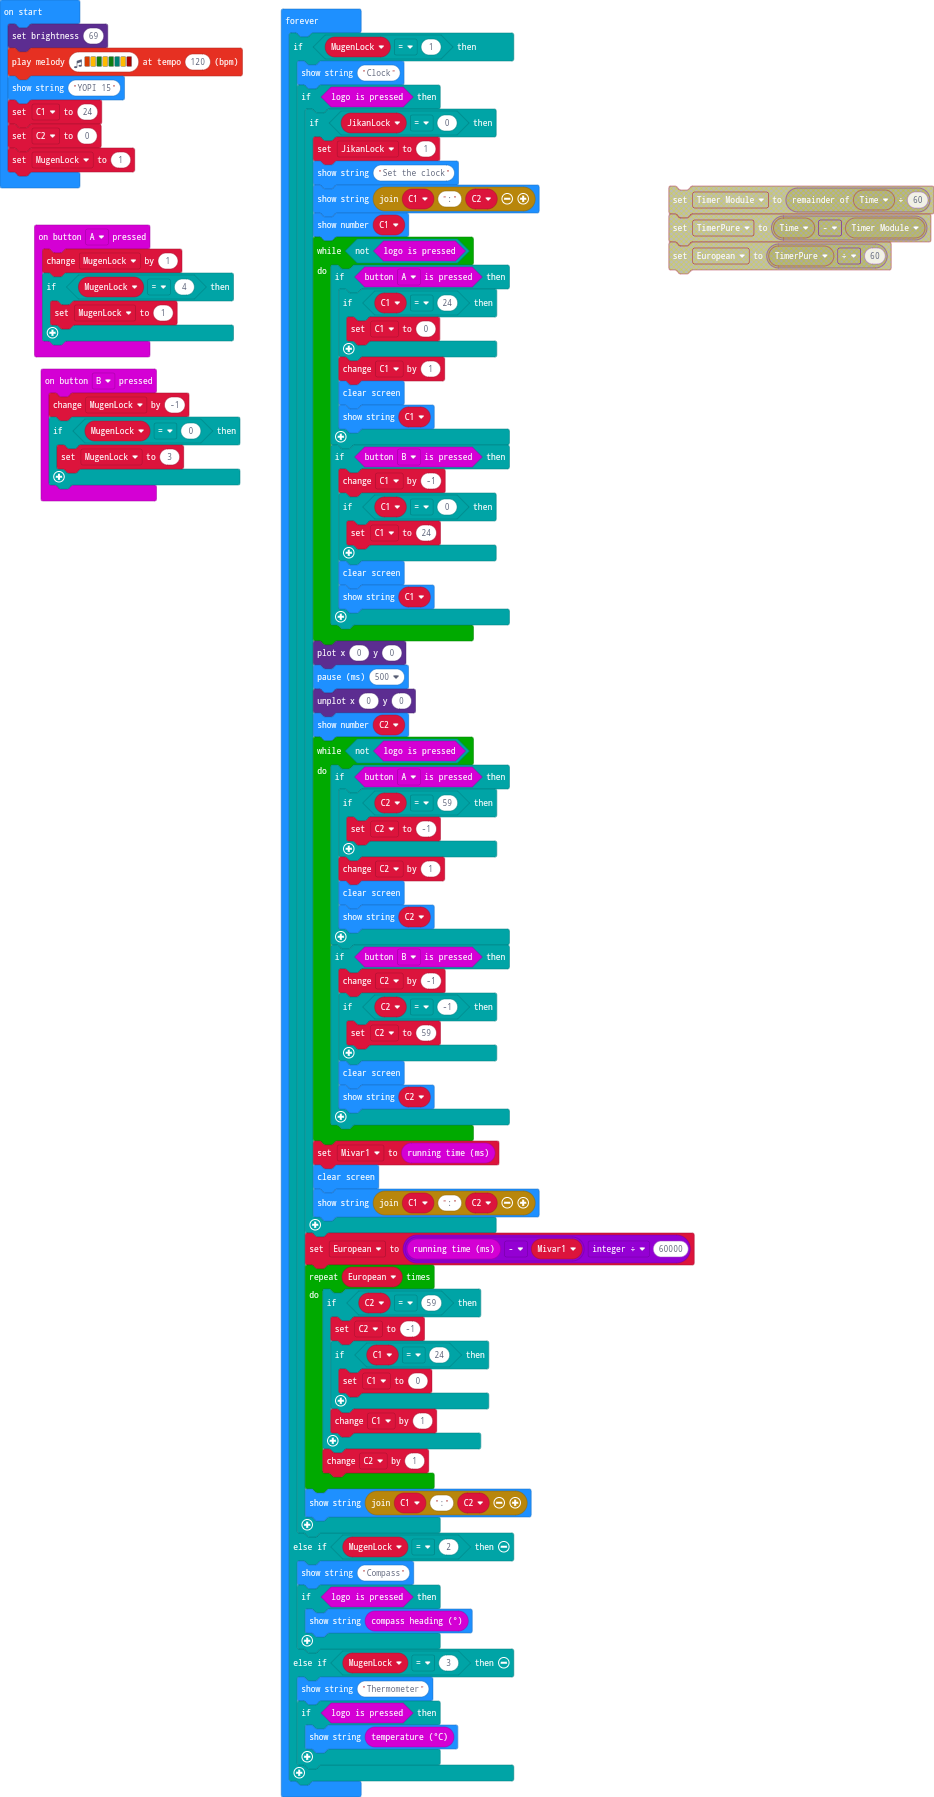 on start
set brightness 69
play melody at tempo 120 (bpm)
show string "YOPI 15"
set C1 to 24
set C2 to 0
set MugenLock to 1
on button A pressed
change MugenLock by 1
if MugenLock = 4 then
set MugenLock to 1
on button B pressed
change MugenLock by -1
if MugenLock = 0 then
set MugenLock to 3
forever
if MugenLock = 1 then
show string "Clock"
if logo is pressed then
if JikanLock = 0 then
set JikanLock to 1
show string "Set the clock"
show string join C1 ":" C2
show number C1
while not logo is pressed
do if button A is pressed then
if C1 = 24 then
set C1 to 0
change C1 by 1
clear screen
show string C1
if button B is pressed then
change C1 by -1
if C1 = 0 then
set C1 to 24
clear screen
show string C1
plot x 0 y 0
pause (ms) 500
unplot x 0 y 0
show number C2
while not logo is pressed
do if button A is pressed then
if C2 = 59 then
set C2 to -1
change C2 by 1
clear screen
show string C2
if button B is pressed then
change C2 by -1
if C2 = -1 then
set C2 to 59
clear screen
show string C2
set Mivar1 to running time (ms)
clear screen
show string join C1 ":" C2
set European to running time (ms) - Mivar1 integer ÷ 60000
repeat European times
do if C2 = 59 then
set C2 to -1
if C1 = 24 then
set C1 to 0
change C1 by 1
change C2 by 1
show string join C1 ":" C2
else if MugenLock = 2 then
show string "Compass"
if logo is pressed then
show string compass heading (°)
else if MugenLock = 3 then
show string "Thermometer"
if logo is pressed then
show string temperature (°C)
set Timer Module to remainder of Time ÷ 60
set TimerPure to Time - Timer Module
set European to TimerPure ÷ 60